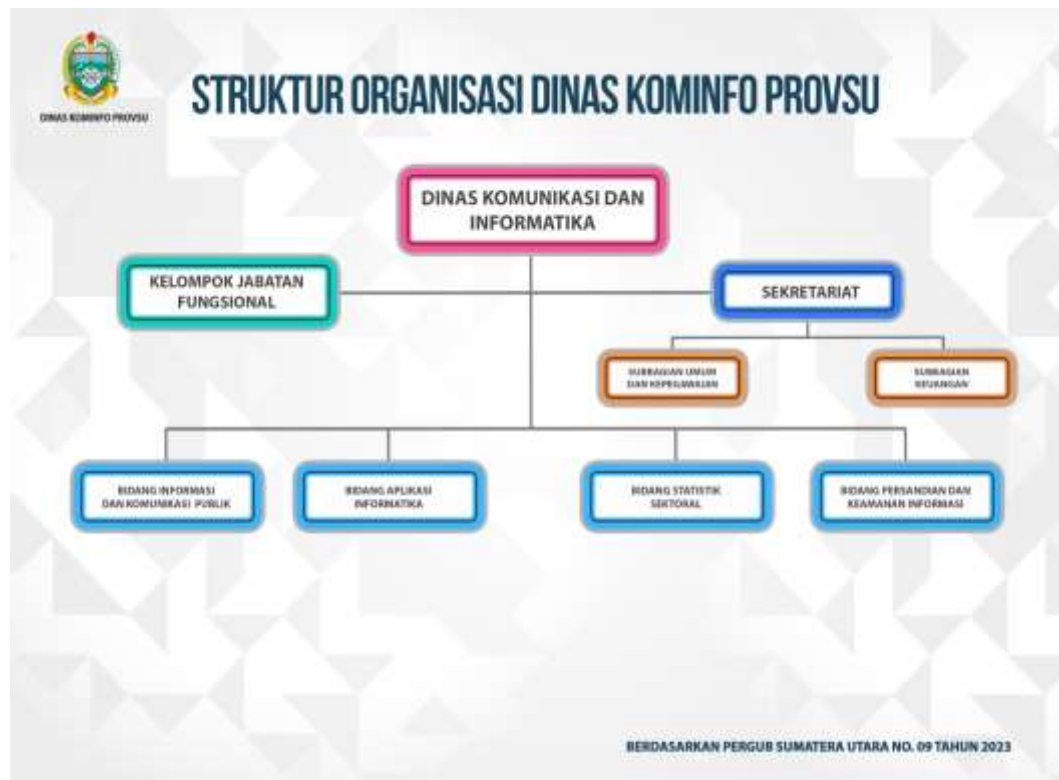 DINAS KOMINFO PROVSU
STRUKTUR ORGANISASI DINAS KOMINFO PROVSU
DINAS KOMUNIKASI DAN
INFORMATIKA
KELOMPOK JABATAN
FUNGSIONAL
SEKRETARIAT
SUBBAGIAN UMUM
DAN KEPEGAWAIAN
SUBBAGIAN
KEUANGAN
BIDANG INFORMASI
DAN KOMUNIKASI PUBLIK
BIDANG APLIKASI
INFORMATIKA
BIDANG STATISTIK
SEKTORAL
BIDANG PERSANDIAN DAN
KEAMANAN INFORMASI
BERDASARKAN PERGUB SUMATERA UTARA NO. 09 TAHUN 2023